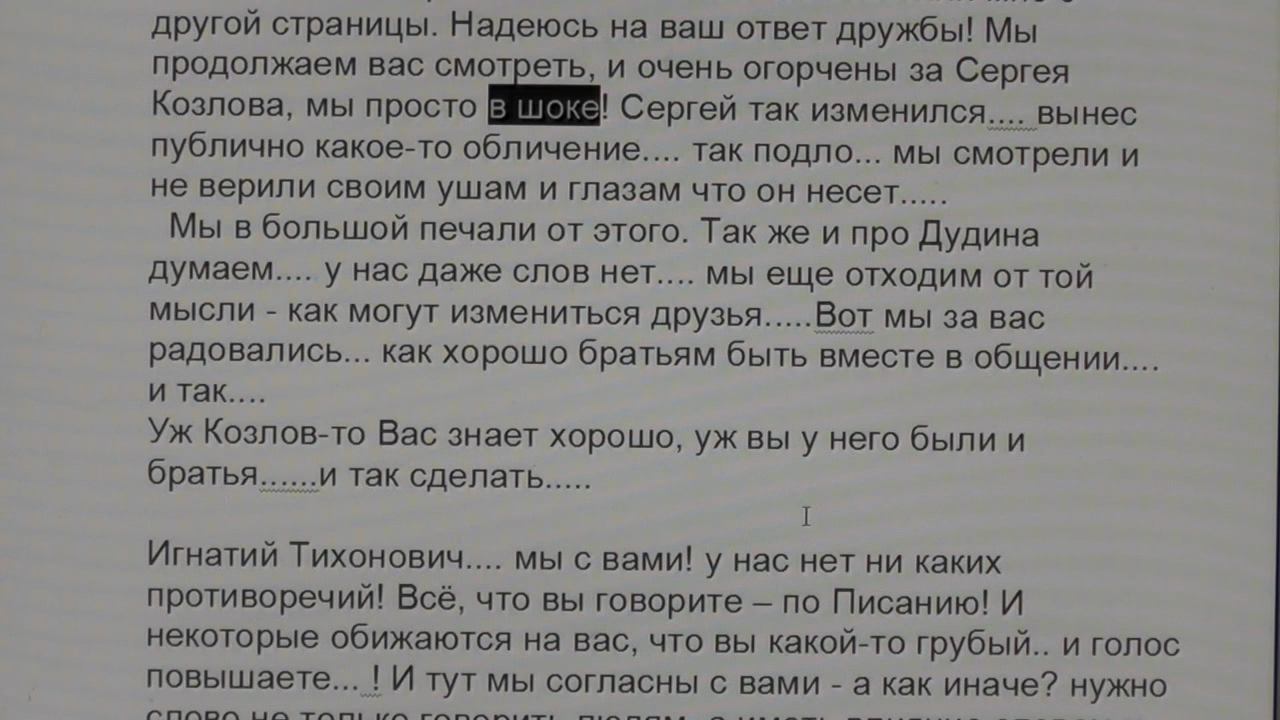 другой страницы. Надеюсь на ваш ответ дружбы! Мы
продолжаем вас смотреть, и очень огорчены за Сергея
Козлова, мы просто в шоке! Сергей так изменился.... вынес
публично какое-то обличение.... так подло... мы смотрели и
не верили своим ушам и глазам что он несет.....
Мы в большой печали от этого. Так же и про Дудина
думаем.... у нас даже слов нет.... мы еще отходим от той
мысли - как могут измениться друзья.....Вот мы за вас
радовались... как хорошо братьям быть вместе в общении....
и так....
Уж Козлов-то Вас знает хорошо, уж вы у него были и
братья......и так сделать.....
Игнатий Тихонович.... мы с вами! у нас нет ни каких
противоречий! Всё, что вы говорите – по Писанию! И
некоторые обижаются на вас, что вы какой-то грубый.. и голос
повышаете... ! И тут мы согласны с вами - а как иначе? нужно
слово не только говорить людям, а иметь